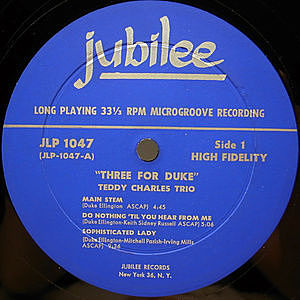 jubilee
LONG PLAYING 33⅓ RPM MICROGROOVE RECORDING
JLP 1047 Side 1
(JLP-1047-A) HIGH FIDELITY
"THREE FOR DUKE"
TEDDY CHARLES TRIO
MAIN STEM
(Duke Ellington ASCAP) 4:45
DO NOTHING 'TIL YOU HEAR FROM ME
(Duke Ellington-Keith Sidney Russell ASCAP) 5:06
SOPHISTICATED LADY
(Duke Ellington-Mitchell Parish-Irving Mills
ASCAP) 9:36
JUBILEE RECORDS
New York 36, N. Y.